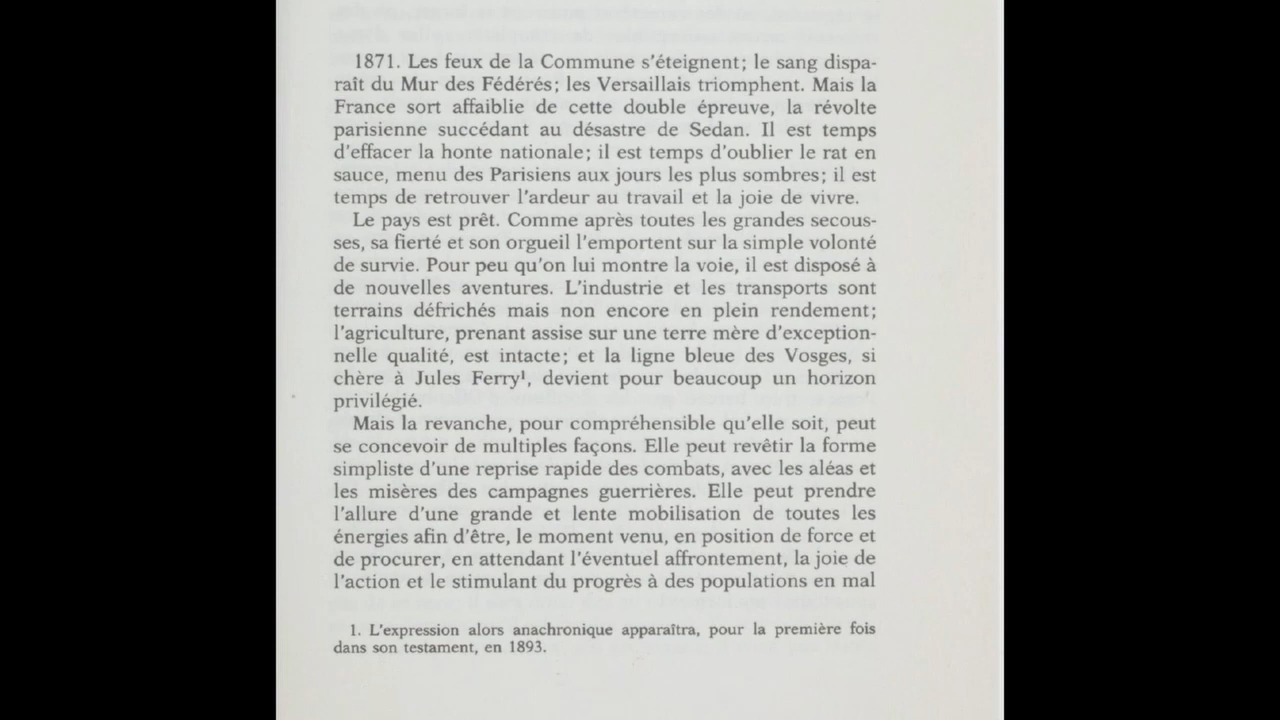 1871. Les feux de la Commune s'éteignent; le sang dispa-
raît du Mur des Fédérés; les Versaillais triomphent. Mais la
France sort affaiblie de cette double épreuve, la révolte
parisienne succédant au désastre de Sedan. Il est temps
d'effacer la honte nationale; il est temps d'oublier le rat en
sauce, menu des Parisiens aux jours les plus sombres; il est
temps de retrouver l'ardeur au travail et la joie de vivre.
Le pays est prêt. Comme après toutes les grandes secous-
ses, sa fierté et son orgueil l'emportent sur la simple volonté
de survie. Pour peu qu'on lui montre la voie, il est disposé à
de nouvelles aventures. L'industrie et les transports sont
terrains défrichés mais non encore en plein rendement;
l'agriculture, prenant assise sur une terre mère d'exception-
nelle qualité, est intacte; et la ligne bleue des Vosges, si
chère à Jules Ferry¹, devient pour beaucoup un horizon
privilégié.
Mais la revanche, pour compréhensible qu'elle soit, peut
se concevoir de multiples façons. Elle peut revêtir la forme
simpliste d'une reprise rapide des combats, avec les aléas et
les misères des campagnes guerrières. Elle peut prendre
l'allure d'une grande et lente mobilisation de toutes les
énergies afin d'être, le moment venu, en position de force et
de procurer, en attendant l'éventuel affrontement, la joie de
l'action et le stimulant du progrès à des populations en mal
1. L'expression alors anachronique apparaîtra, pour la première fois
dans son testament, en 1893.